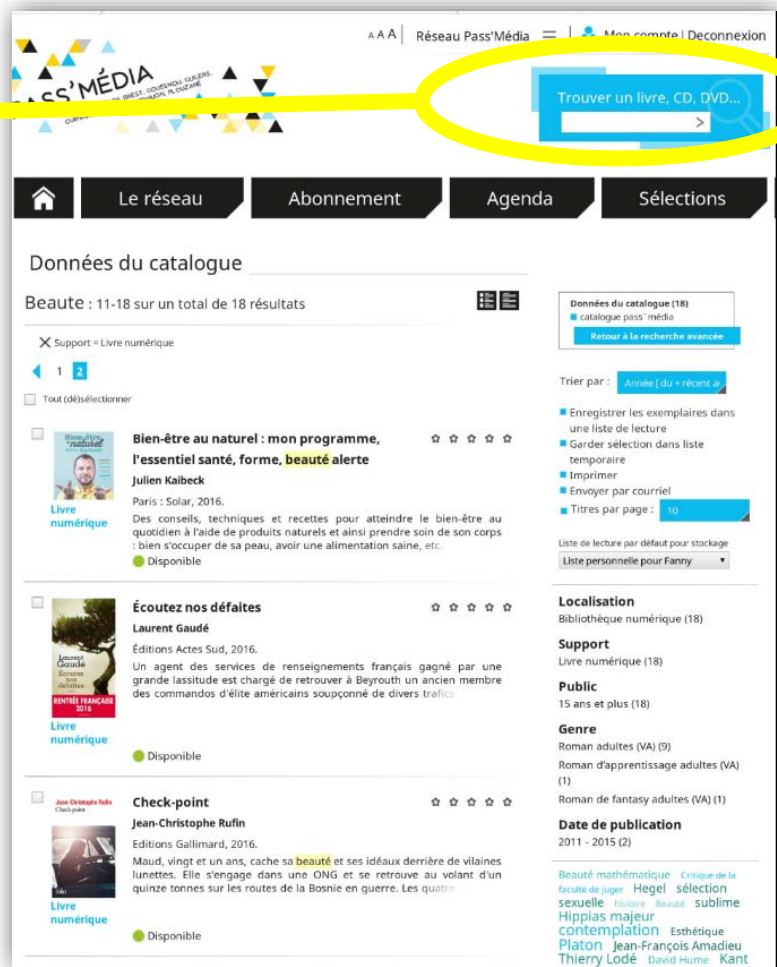 A A A Réseau Pass'Média Mon compte | Deconnexion
PASS'MÉDIA
Trouver un livre, CD, DVD...
>
Le réseau Abonnement Agenda Sélections
Données du catalogue
Beaute : 11-18 sur un total de 18 résultats
X Support = Livre numérique
1 2
Tout (dé)sélectionner
Bien-être au naturel : mon programme,
l'essentiel santé, forme, beauté alerte
Julien Kaibeck
Paris : Solar, 2016.
Des conseils, techniques et recettes pour atteindre le bien-être au
quotidien à l'aide de produits naturels et ainsi prendre soin de son corps
: bien s'occuper de sa peau, avoir une alimentation saine, etc.
Livre
numérique
Disponible
Écoutez nos défaites
Laurent Gaudé
Éditions Actes Sud, 2016.
Un agent des services de renseignements français gagné par une
grande lassitude est chargé de retrouver à Beyrouth un ancien membre
des commandos d'élite américains soupçonné de divers trafics
Laurent
Gaudé
Écoutez
nos
défaites
RENTRÉE FRANÇAISE
2016
Livre
numérique
Disponible
Check-point
Jean-Christophe Rufin
Editions Gallimard, 2016.
Maud, vingt et un ans, cache sa beauté et ses idéaux derrière de vilaines
lunettes. Elle s'engage dans une ONG et se retrouve au volant d'un
quinze tonnes sur les routes de la Bosnie en guerre. Les quatre
Jean-Christophe Rufin
Check-point
folio
Livre
numérique
Disponible
Données du catalogue (18)
catalogue pass´média
Retour à la recherche avancée
Trier par : Année [ du + récent au
Enregistrer les exemplaires dans
une liste de lecture
Garder sélection dans liste
temporaire
Imprimer
Envoyer par courriel
Titres par page : 10
Liste de lecture par défaut pour stockage
Liste personnelle pour Fanny
Localisation
Bibliothèque numérique (18)
Support
Livre numérique (18)
Public
15 ans et plus (18)
Genre
Roman adultes (VA) (9)
Roman d'apprentissage adultes (VA)
(1)
Roman de fantasy adultes (VA) (1)
Date de publication
2011 - 2015 (2)
Beauté mathématique Critique de la
faculté de juger Hegel sélection
sexuelle histoire Beauté sublime
Hippias majeur
contemplation Esthétique
Platon Jean-François Amadieu
Thierry Lodé David Hume Kant